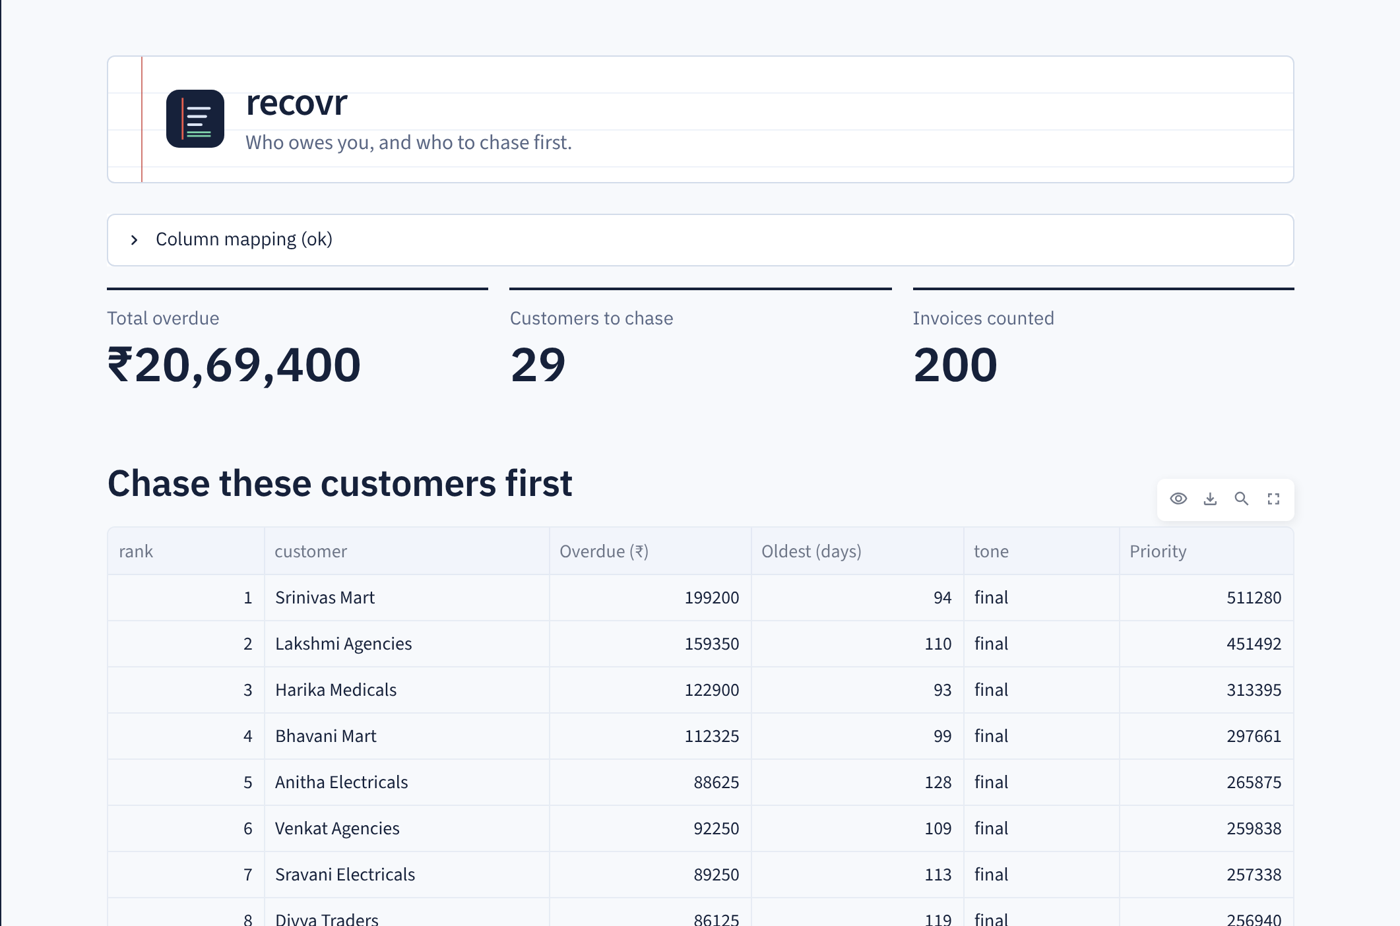 recovr
Who owes you, and who to chase first.
Column mapping (ok)
Total overdue Customers to chase Invoices counted
₹20,69,400 29 200
Chase these customers first
rank customer Overdue (₹) Oldest (days) tone Priority
1 Srinivas Mart 199200 94 final 511280
2 Lakshmi Agencies 159350 110 final 451492
3 Harika Medicals 122900 93 final 313395
4 Bhavani Mart 112325 99 final 297661
5 Anitha Electricals 88625 128 final 265875
6 Venkat Agencies 92250 109 final 259838
7 Sravani Electricals 89250 113 final 257338
8 Divya Traders 86125 119 final 256940